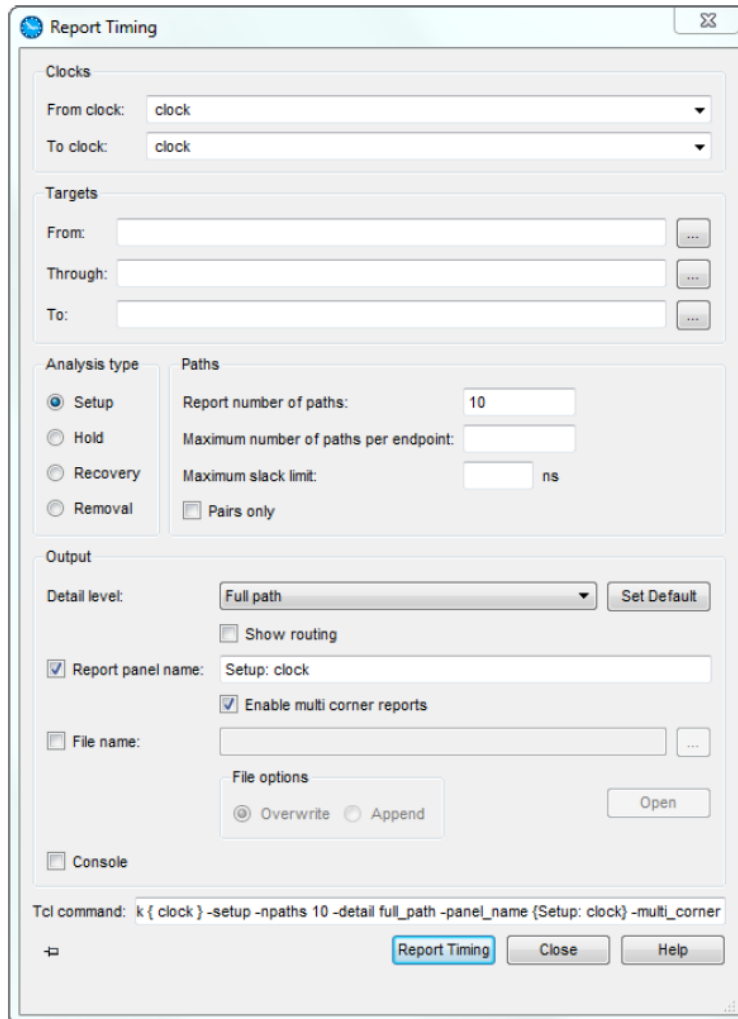 Report Timing
Clocks
From clock: clock
To clock: clock
Targets
From: ...
Through: ...
To: ...
Analysis type
Setup
Hold
Recovery
Removal
Paths
Report number of paths: 10
Maximum number of paths per endpoint:
Maximum slack limit: ns
Pairs only
Output
Detail level: Full path Set Default
Show routing
Report panel name: Setup: clock
Enable multi corner reports
File name: ...
File options
Overwrite Append
Open
Console
Tcl command: k { clock } -setup -npaths 10 -detail full_path -panel_name {Setup: clock} -multi_corner
Report Timing Close Help